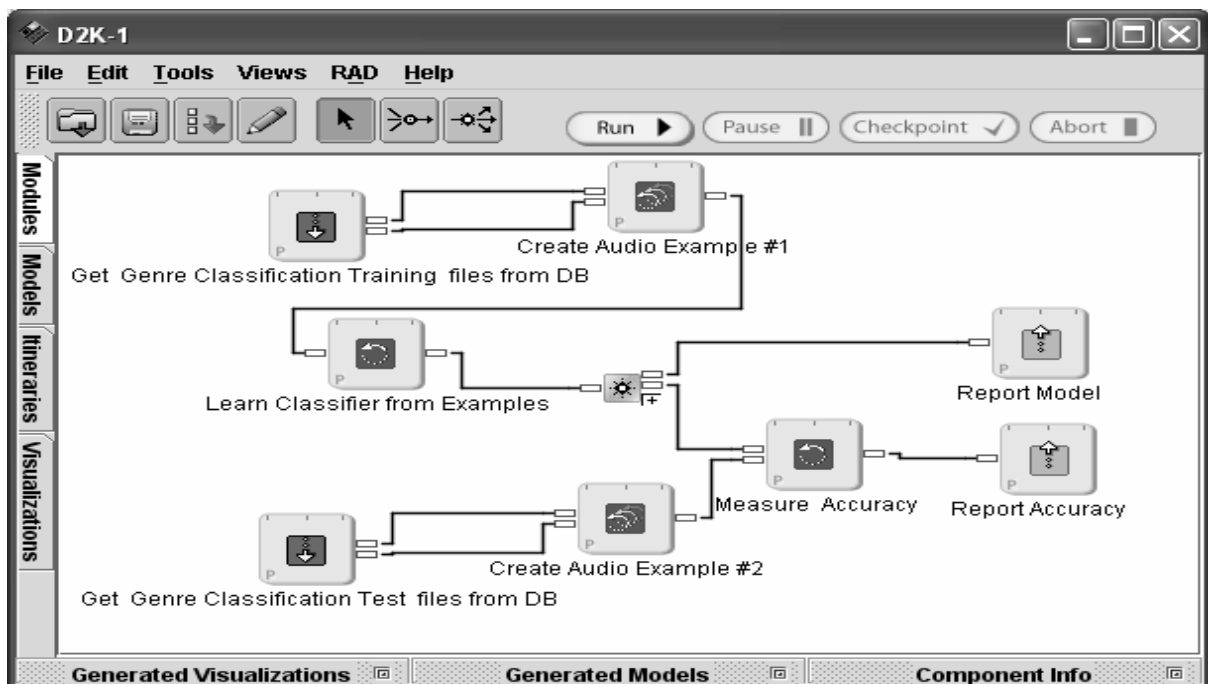 D2K-1
File Edit Tools Views RAD Help
Run Pause Checkpoint Abort
Modules
Models
Itineraries
Visualizations
P
P
Create Audio Example #1
Get Genre Classification Training files from DB
P
Learn Classifier from Examples
P
Report Model
P
Measure Accuracy
P
Report Accuracy
P
Create Audio Example #2
P
Get Genre Classification Test files from DB
Generated Visualizations Generated Models Component Info